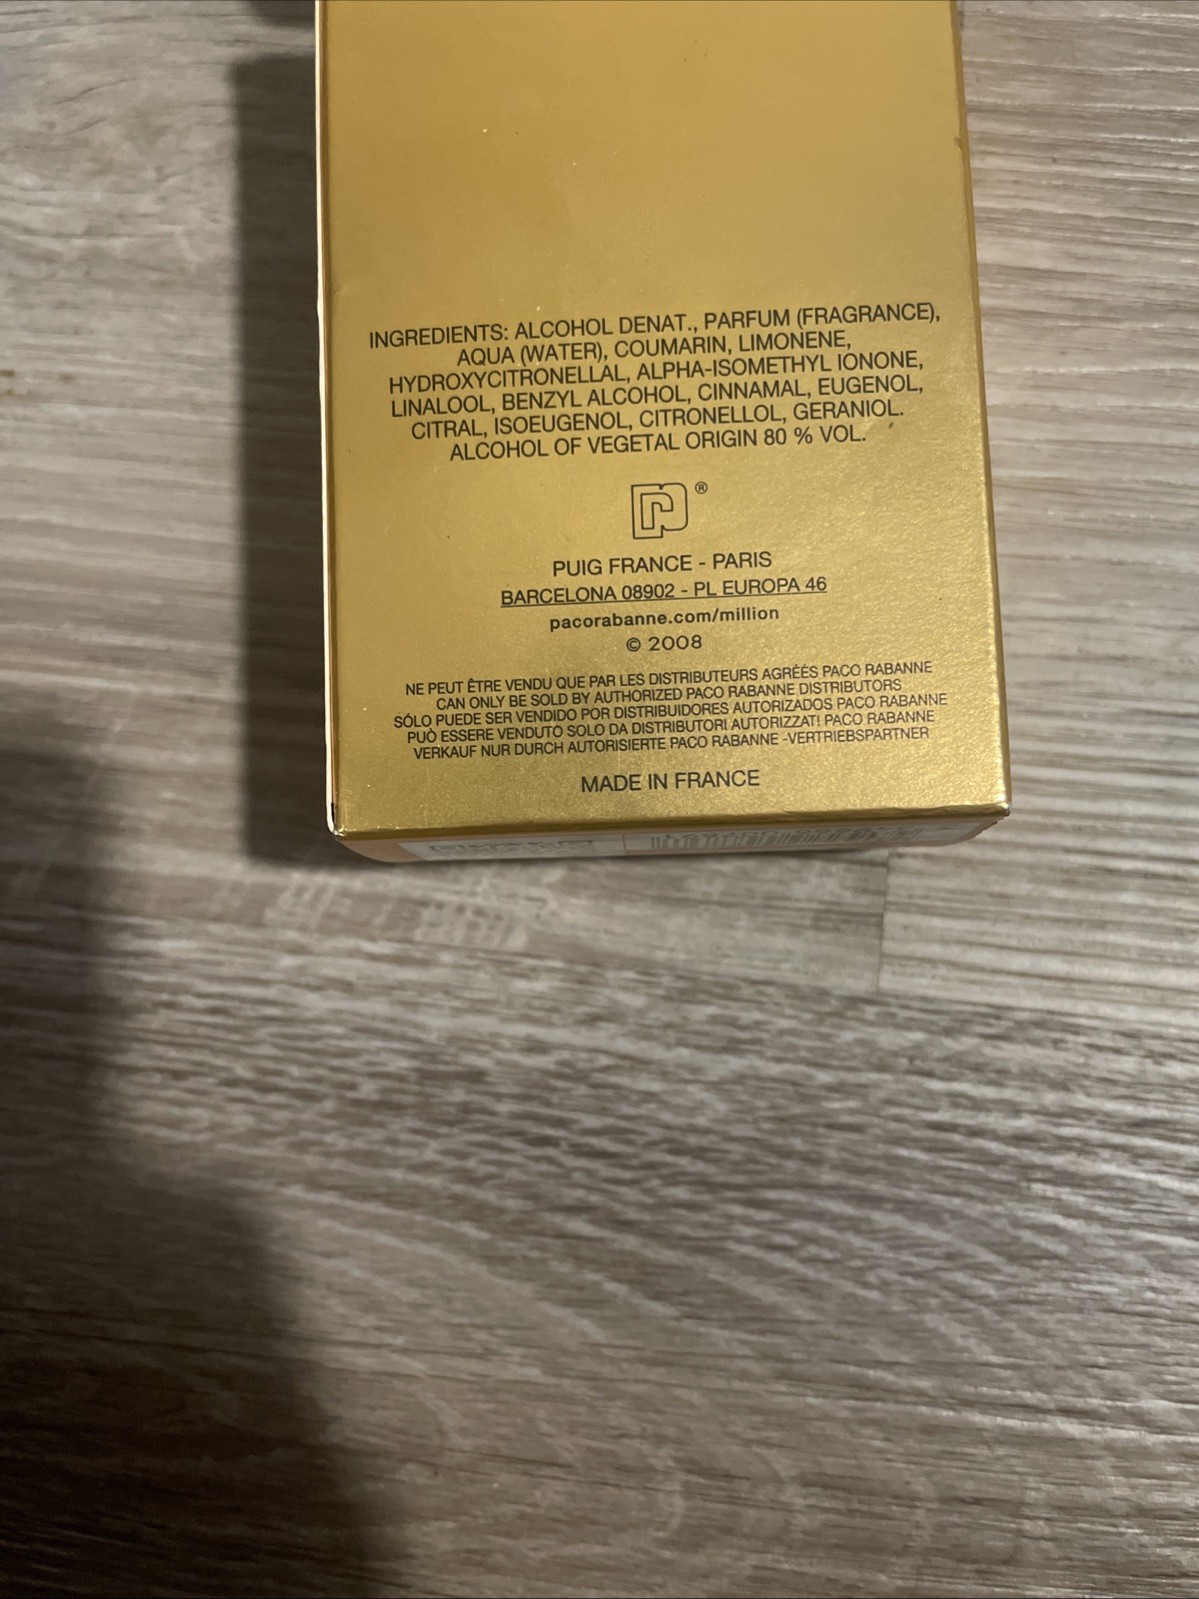 INGREDIENTS: ALCOHOL DENAT., PARFUM (FRAGRANCE),
AQUA (WATER), COUMARIN, LIMONENE,
HYDROXYCITRONELLAL, ALPHA-ISOMETHYL IONONE,
LINALOOL, BENZYL ALCOHOL, CINNAMAL, EUGENOL,
CITRAL, ISOEUGENOL, CITRONELLOL, GERANIOL.
ALCOHOL OF VEGETAL ORIGIN 80 % VOL.
®
PUIG FRANCE - PARIS
BARCELONA 08902 - PL EUROPA 46
pacorabanne.com/million
© 2008
NE PEUT ÊTRE VENDU QUE PAR LES DISTRIBUTEURS AGRÉÉS PACO RABANNE
CAN ONLY BE SOLD BY AUTHORIZED PACO RABANNE DISTRIBUTORS
SÓLO PUEDE SER VENDIDO POR DISTRIBUIDORES AUTORIZADOS PACO RABANNE
PUÒ ESSERE VENDUTO SOLO DA DISTRIBUTORI AUTORIZZATI PACO RABANNE
VERKAUF NUR DURCH AUTORISIERTE PACO RABANNE -VERTRIEBSPARTNER
MADE IN FRANCE